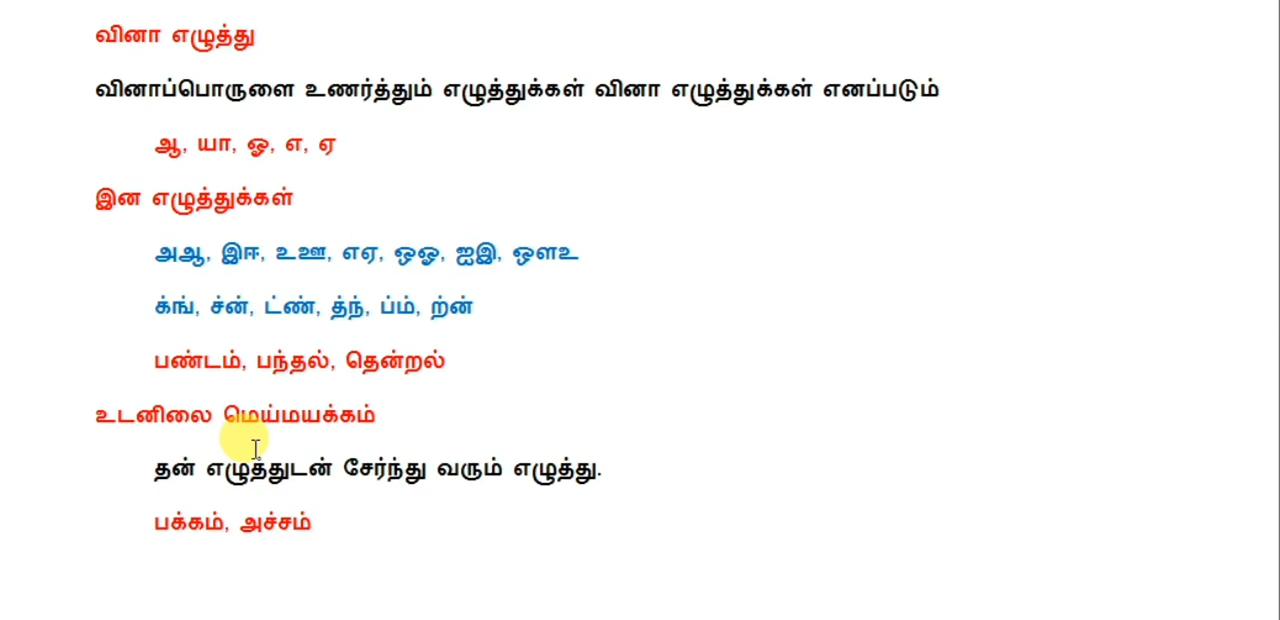 வினா எழுத்து
வினாப்பொருளை உணர்த்தும் எழுத்துக்கள் வினா எழுத்துக்கள் எனப்படும்
ஆ, யா, ஓ, எ, ஏ
இன எழுத்துக்கள்
அஆ, இஈ, உஊ, எஏ, ஒஓ, ஐஇ, ஔஉ
க்ங், ச்ன், ட்ண், த்ந், ப்ம், ற்ன்
பண்டம், பந்தல், தென்றல்
உடனிலை மெய்மயக்கம்
தன் எழுத்துடன் சேர்ந்து வரும் எழுத்து.
பக்கம், அச்சம்